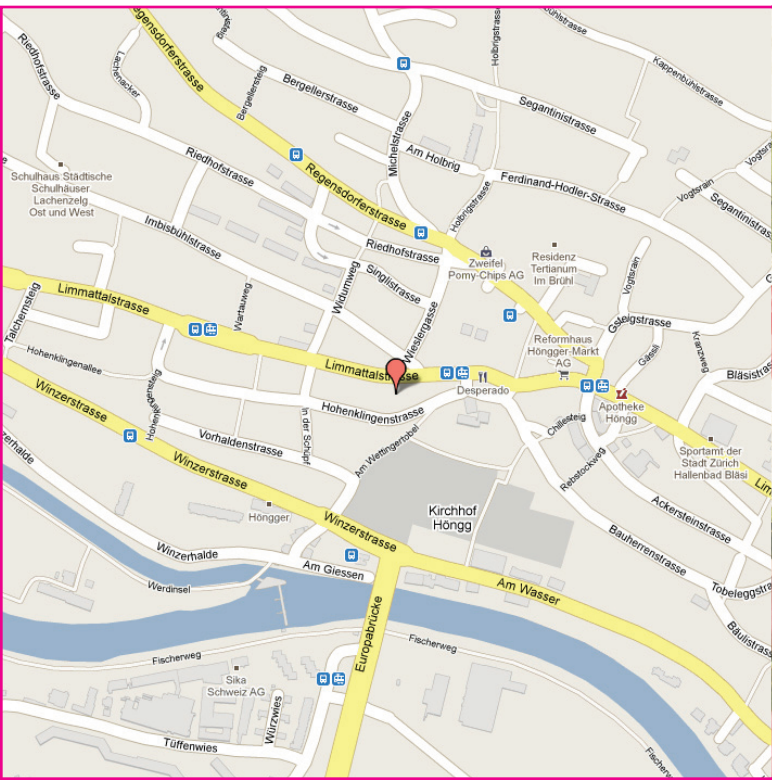 Regensdorferstrasse
Riedhofstrasse
Lachenacker
Bergellersteig
Bergellerstrasse
Holbrigstrasse
Kappenbühlstrasse
Segantinistrasse
Michelstrasse
Am Holbrig
Riedhofstrasse
Regensdorferstrasse
Ferdinand-Hodler-Strasse
Holbrigstrasse
Vogtsrain
Schulhaus Städtische
Schulhäuser
Lachenzelg
Ost und West
Imbisbühlstrasse
Riedhofstrasse
Singlistrasse
Widumweg
Zweifel
Pomy-Chips AG
Residenz
Tertianum
Im Brühl
Vogtsrain
Limmattalstrasse
Wartauweg
Wieslergasse
Gsteigstrasse
Kranzweg
Gässli
Reformhaus
Höngger-Markt
AG
Taichernsteig
Hohenklingenallee
Limmattalstrasse
Desperado
Apotheke
Höngg
Winzerstrasse
Hohenklingensteig
Hohenklingenstrasse
In der Schüpf
Chillesteig
Vorhaldenstrasse
Am Wettingertobel
Rebstockweg
Sportamt der
Stadt Zürich
Hallenbad Bläsi
Winzerstrasse
Höngger
Kirchhof
Höngg
Ackersteinstrasse
Winzerstrasse
Bauherrenstrasse
Winzerhalde
Am Giessen
Werdinsel
Am Wasser
Bäulistrasse
Europabrücke
Fischerweg
Fischerweg
Sika
Schweiz AG
Würzwies
Tüffenwies